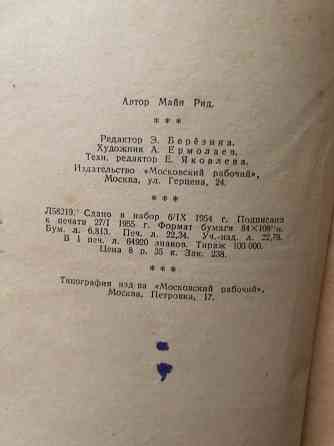 Автор Майн Рид.
* * *
Редактор Э. Берёзина.
Художник А. Ермолаев.
Техн. редактор Е. Яковлева.
Издательство «Московский рабочий»,
Москва, ул. Герцена, 24.
* * *
Л58219. Сдано в набор 6/IX 1954 г. Подписано
к печати 27/I 1955 г. Формат бумаги 84×108¹/₃₂.
Бум. л. 6,813. Печ. л. 22,34. Уч.-изд. л. 22,79.
В 1 печ. л. 64920 знаков. Тираж 100 000.
Цена 8 р. 35 к. Зак. 238.
* * *
Типография изд-ва «Московский рабочий»,
Москва, Петровка, 17.